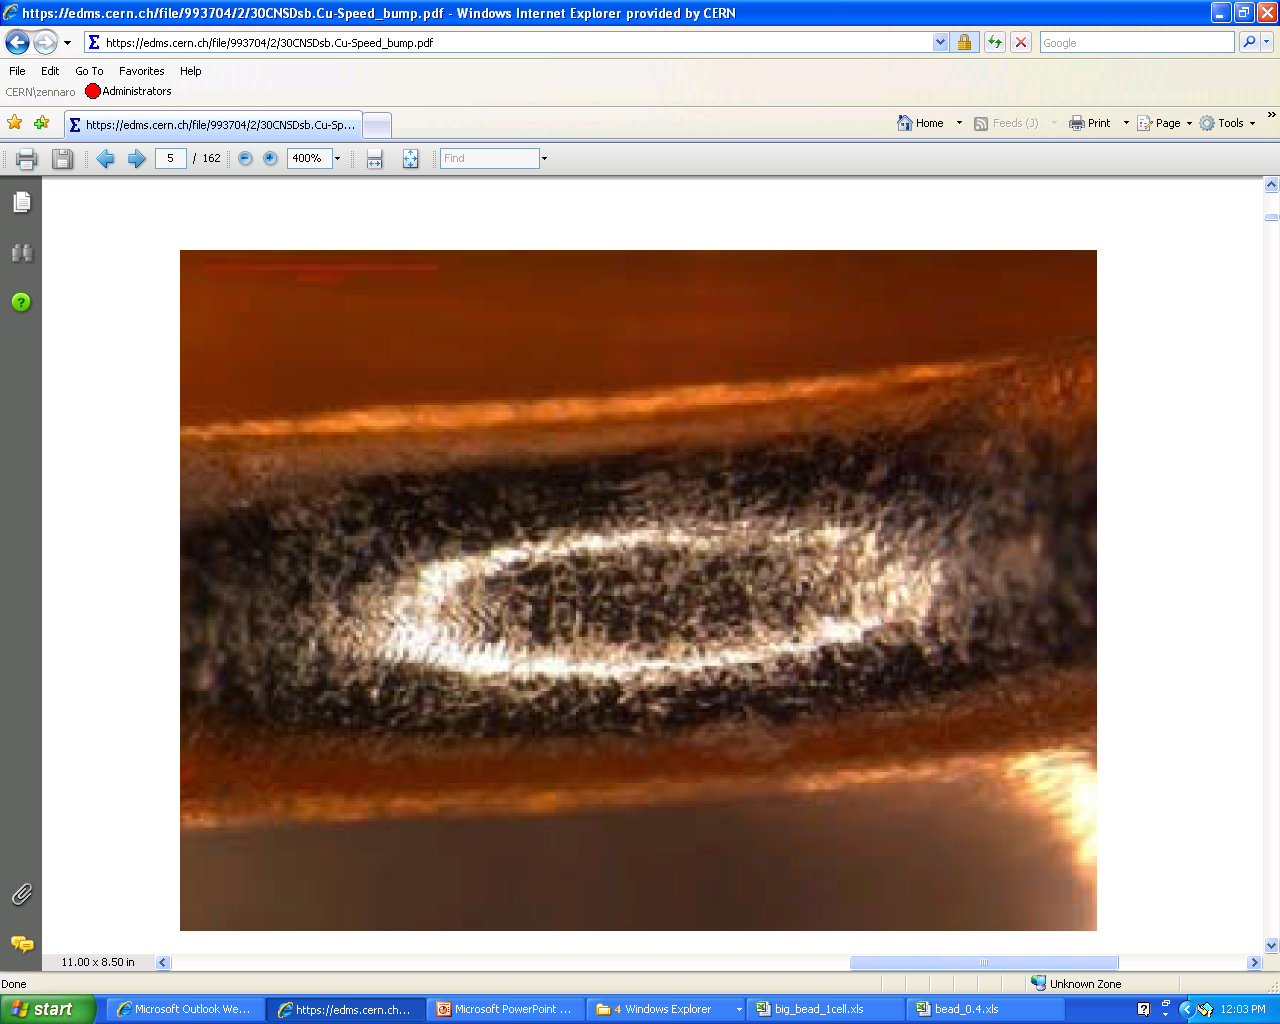 https://edms.cern.ch/file/993704/2/30CNSDsb.Cu-Speed_bump.pdf - Windows Internet Explorer provided by CERN
https://edms.cern.ch/file/993704/2/30CNSDsb.Cu-Speed_bump.pdf
Google
File Edit Go To Favorites Help
CERN\zennaro Administrators
https://edms.cern.ch/file/993704/2/30CNSDsb.Cu-Sp...
Home Feeds (J) Print Page Tools
5 / 162 400% Find
11.00 x 8.50 in
Done Unknown Zone
start Microsoft Outlook We... https://edms.cern.ch... Microsoft PowerPoint ... 4 Windows Explorer big_bead_1cell.xls bead_0.4.xls 12:03 PM